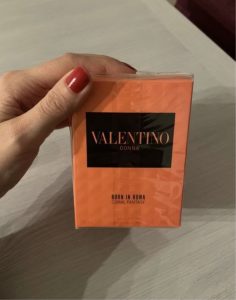 VALENTINO
DONNA
BORN IN ROMA
CORAL FANTASY